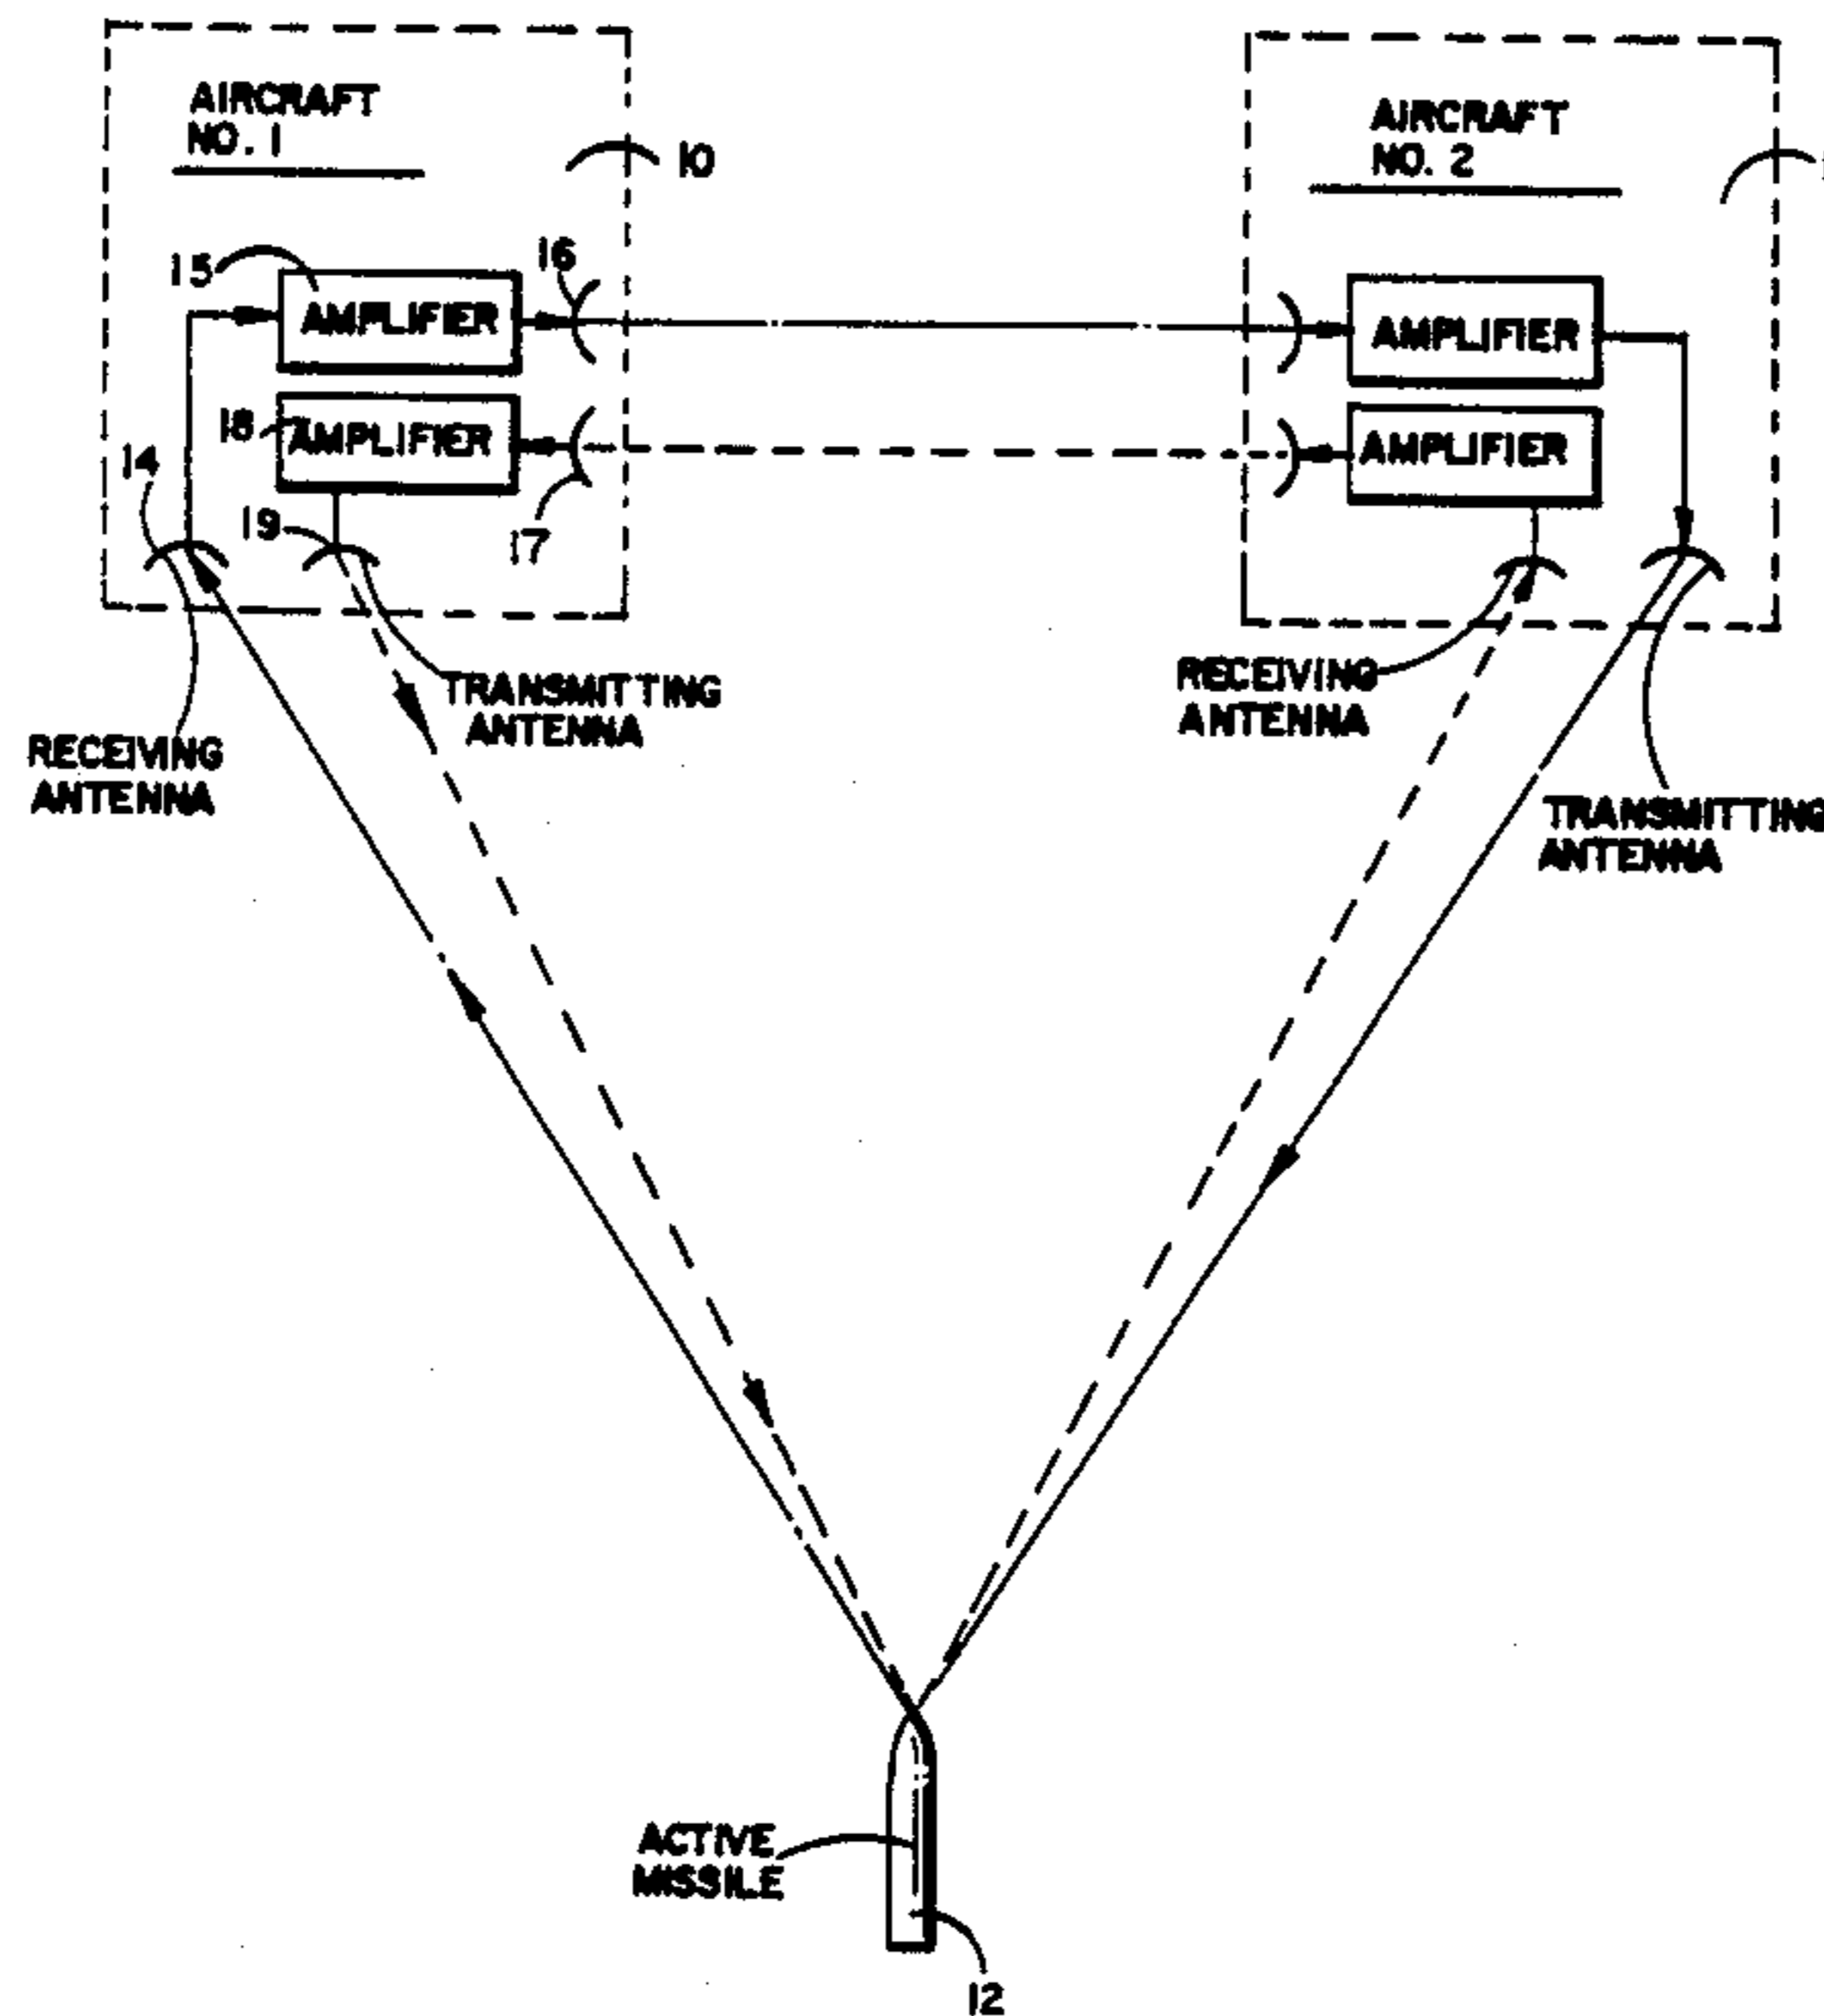 AIRCRAFT
NO. 1
10
AIRCRAFT
NO. 2
15
AMPLIFIER
16
AMPLIFIER
18
AMPLIFIER
AMPLIFIER
14
19
17
TRANSMITTING
ANTENNA
RECEIVING
ANTENNA
RECEIVING
ANTENNA
TRANSMITTING
ANTENNA
ACTIVE
MISSILE
12